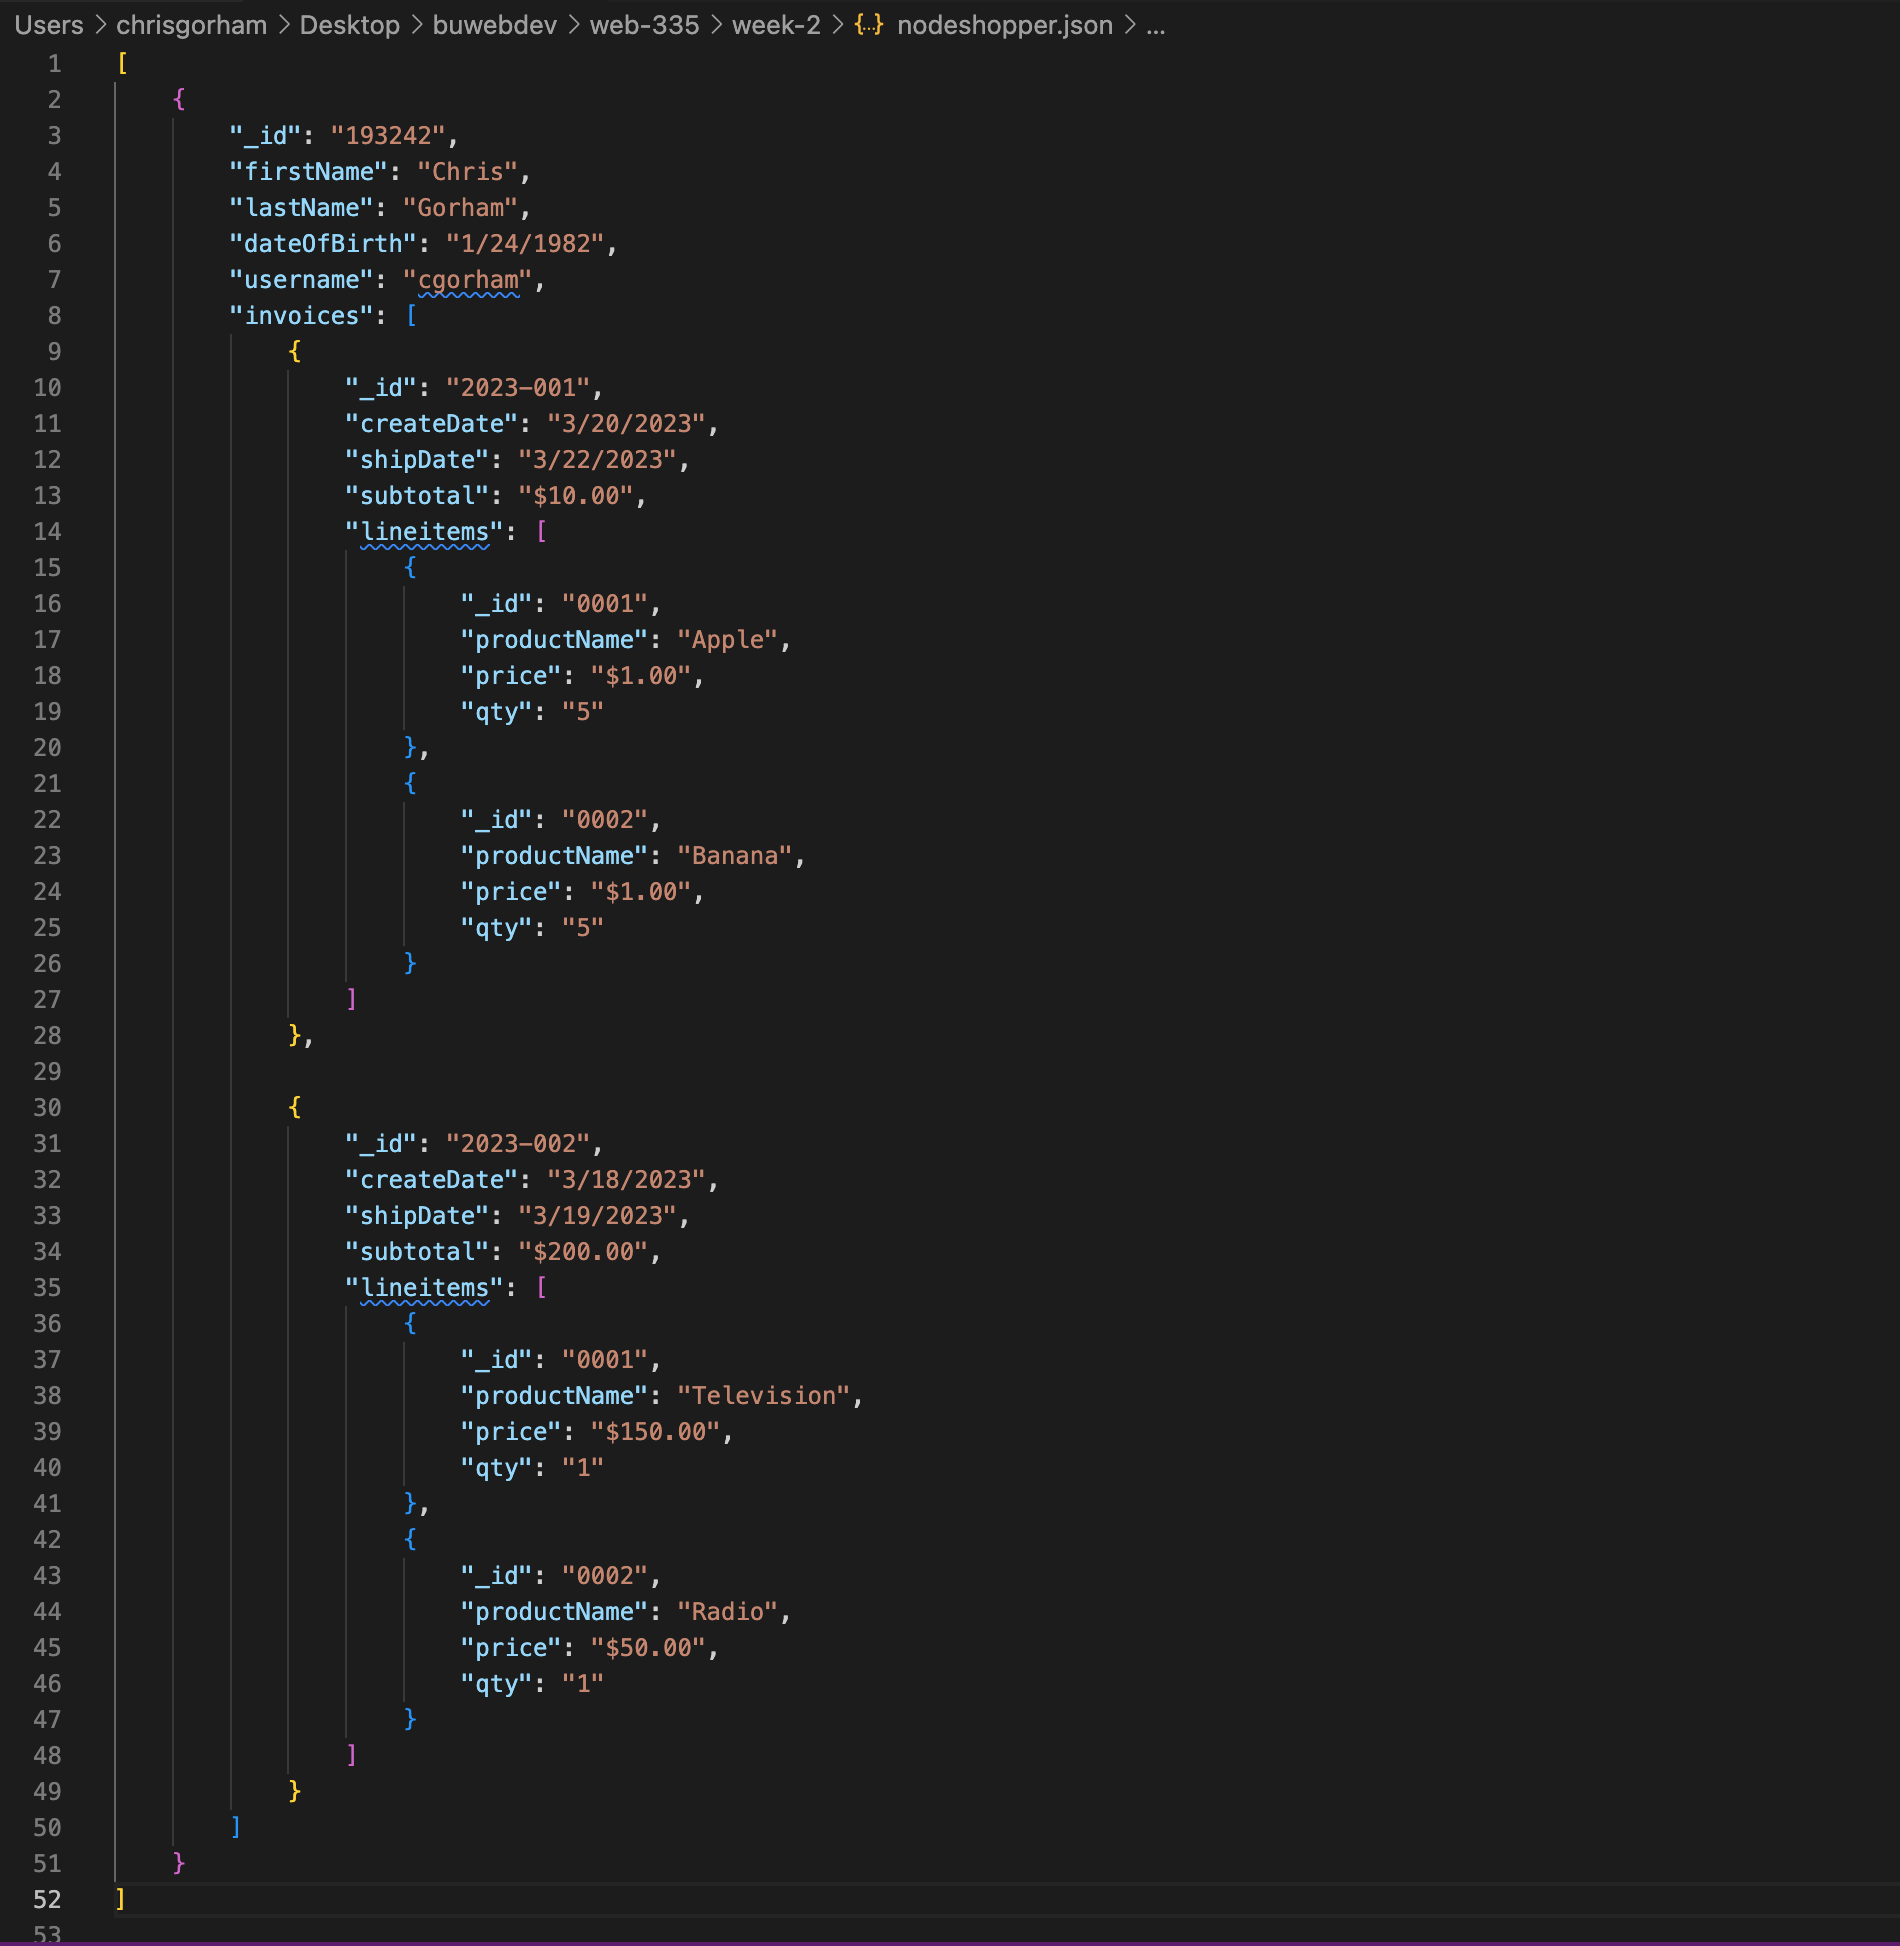 Users > chrisgorham > Desktop > buwebdev > web-335 > week-2 > {..} nodeshopper.json > ...
1 [
2 {
3 "_id": "193242",
4 "firstName": "Chris",
5 "lastName": "Gorham",
6 "dateOfBirth": "1/24/1982",
7 "username": "cgorham",
8 "invoices": [
9 {
10 "_id": "2023-001",
11 "createDate": "3/20/2023",
12 "shipDate": "3/22/2023",
13 "subtotal": "$10.00",
14 "lineitems": [
15 {
16 "_id": "0001",
17 "productName": "Apple",
18 "price": "$1.00",
19 "qty": "5"
20 },
21 {
22 "_id": "0002",
23 "productName": "Banana",
24 "price": "$1.00",
25 "qty": "5"
26 }
27 ]
28 },
29
30 {
31 "_id": "2023-002",
32 "createDate": "3/18/2023",
33 "shipDate": "3/19/2023",
34 "subtotal": "$200.00",
35 "lineitems": [
36 {
37 "_id": "0001",
38 "productName": "Television",
39 "price": "$150.00",
40 "qty": "1"
41 },
42 {
43 "_id": "0002",
44 "productName": "Radio",
45 "price": "$50.00",
46 "qty": "1"
47 }
48 ]
49 }
50 ]
51 }
52 ]
53